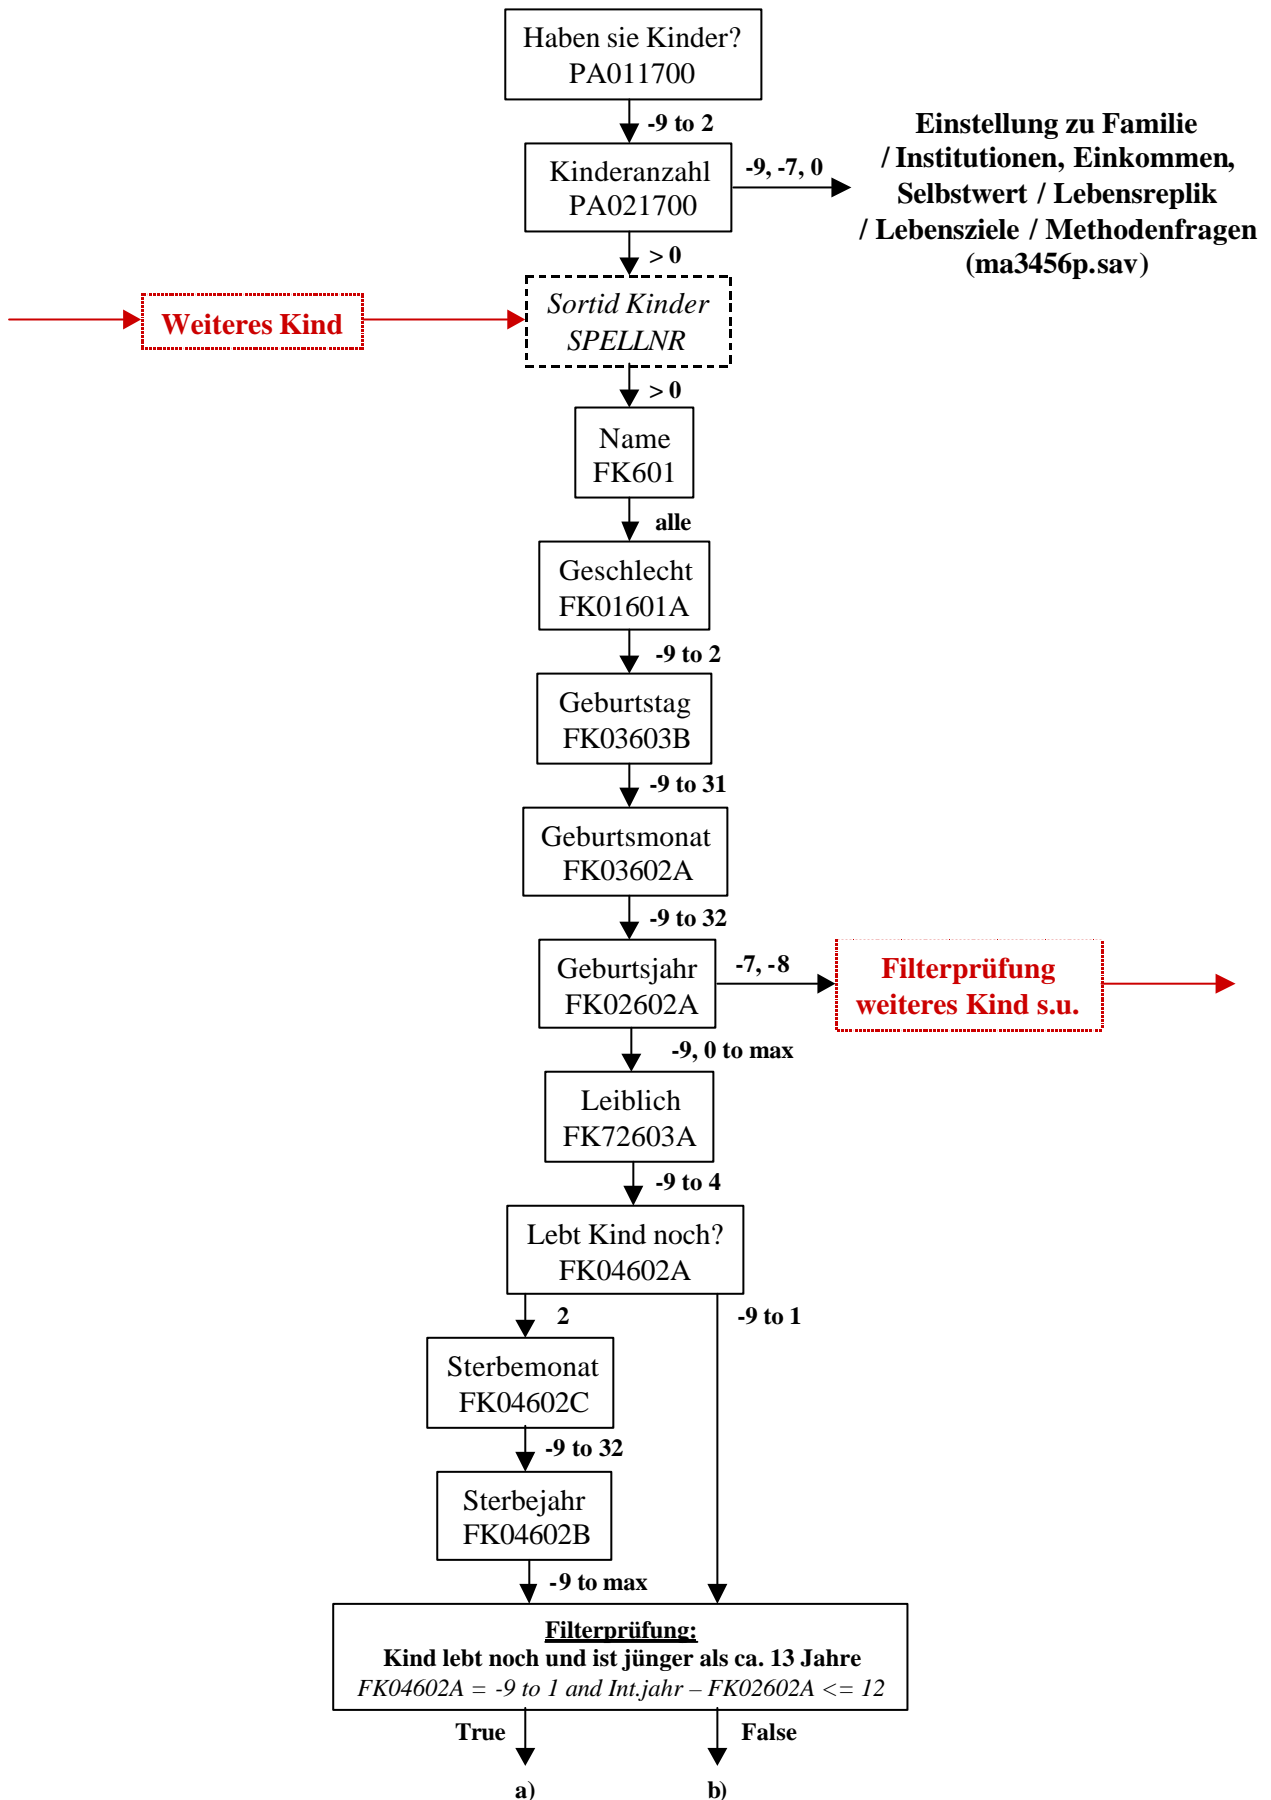 Haben sie Kinder?
PA011700
-9 to 2
Kinderanzahl
PA021700
-9, -7, 0
Einstellung zu Familie
/ Institutionen, Einkommen,
Selbstwert / Lebensreplik
/ Lebensziele / Methodenfragen
(ma3456p.sav)
> 0
Weiteres Kind
Sortid Kinder
SPELLNR
> 0
Name
FK601
alle
Geschlecht
FK01601A
-9 to 2
Geburtstag
FK03603B
-9 to 31
Geburtsmonat
FK03602A
-9 to 32
Geburtsjahr
FK02602A
-7, -8
Filterprüfung
weiteres Kind s.u.
-9, 0 to max
Leiblich
FK72603A
-9 to 4
Lebt Kind noch?
FK04602A
2
-9 to 1
Sterbemonat
FK04602C
-9 to 32
Sterbejahr
FK04602B
-9 to max
Filterprüfung:
Kind lebt noch und ist jünger als ca. 13 Jahre
FK04602A = -9 to 1 and Int.jahr – FK02602A <= 12
True
False
a)
b)